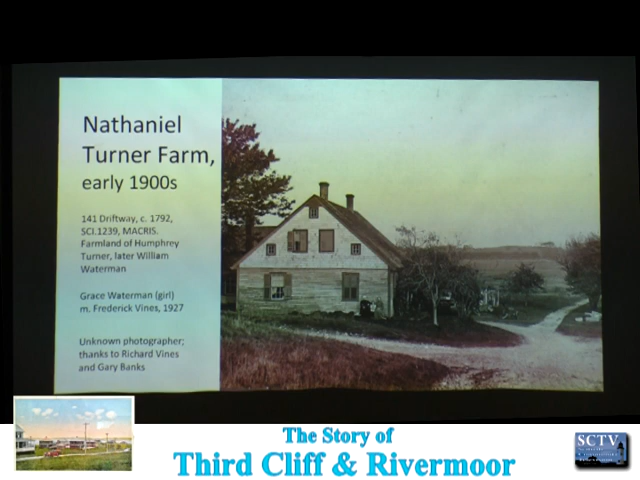 Nathaniel
Turner Farm,
early 1900s
141 Driftway, c. 1792,
SCI.1239, MACRIS.
Farmland of Humphrey
Turner, later William
Waterman
Grace Waterman (girl)
m. Frederick Vines, 1927
Unknown photographer;
thanks to Richard Vines
and Gary Banks
The Story of
Third Cliff & Rivermoor
SCTV